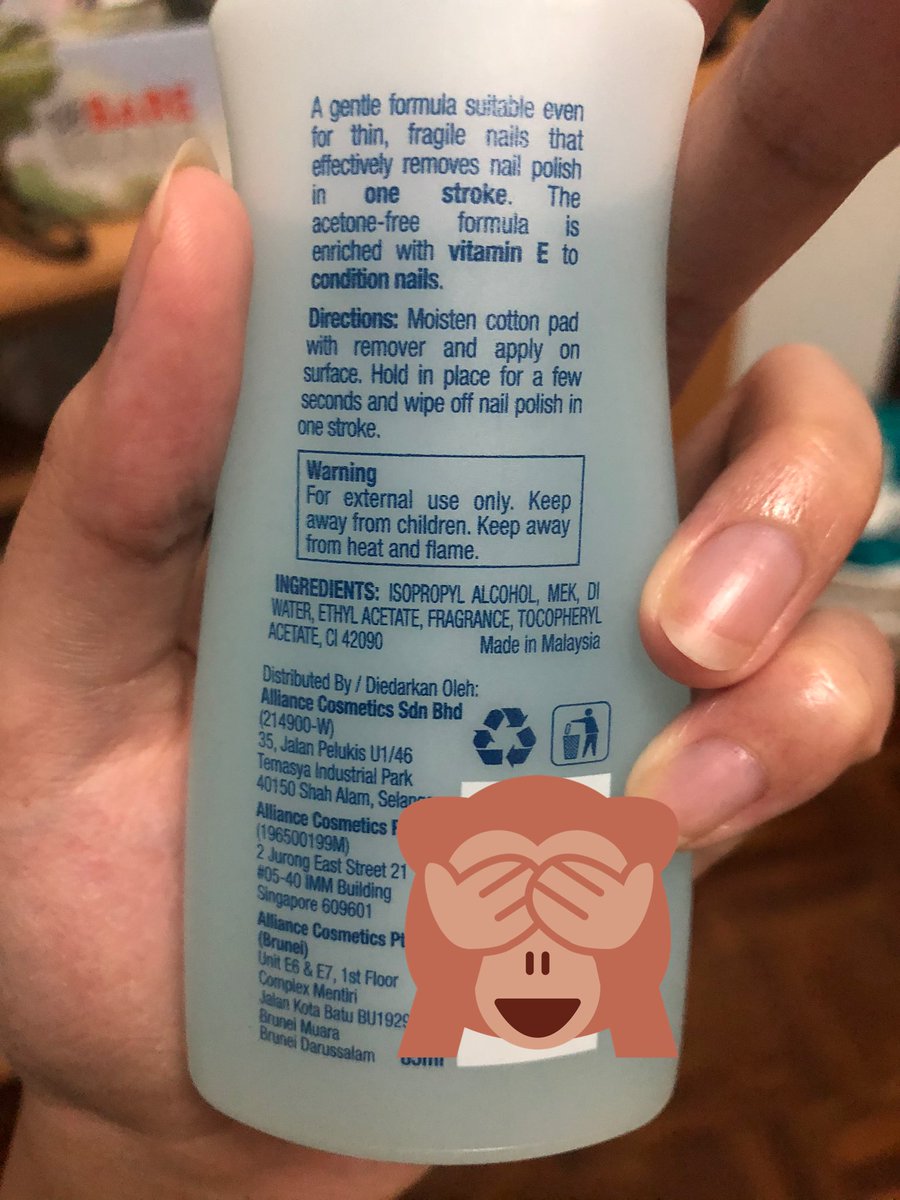 BARE
A gentle formula suitable even
for thin, fragile nails that
effectively removes nail polish
in one stroke. The
acetone-free formula is
enriched with vitamin E to
condition nails.
Directions: Moisten cotton pad
with remover and apply on
surface. Hold in place for a few
seconds and wipe off nail polish in
one stroke.
Warning
For external use only. Keep
away from children. Keep away
from heat and flame.
INGREDIENTS: ISOPROPYL ALCOHOL, MEK, DI
WATER, ETHYL ACETATE, FRAGRANCE, TOCOPHERYL
ACETATE, CI 42090 Made in Malaysia
Distributed By / Diedarkan Oleh:
Alliance Cosmetics Sdn Bhd
(214900-W)
35, Jalan Pelukis U1/46
Temasya Industrial Park
40150 Shah Alam,
Alliance Cosmetics
(196500199M)
2 Jurong East Street 21
#05-40 IMM Building
Singapore 609601
Alliance Cosmetics
(Brunei)
Unit E6 & E7, 1st Floor
Complex Mentiri
Jalan Kota Batu
Brunei Muara
Brunei Darussalam